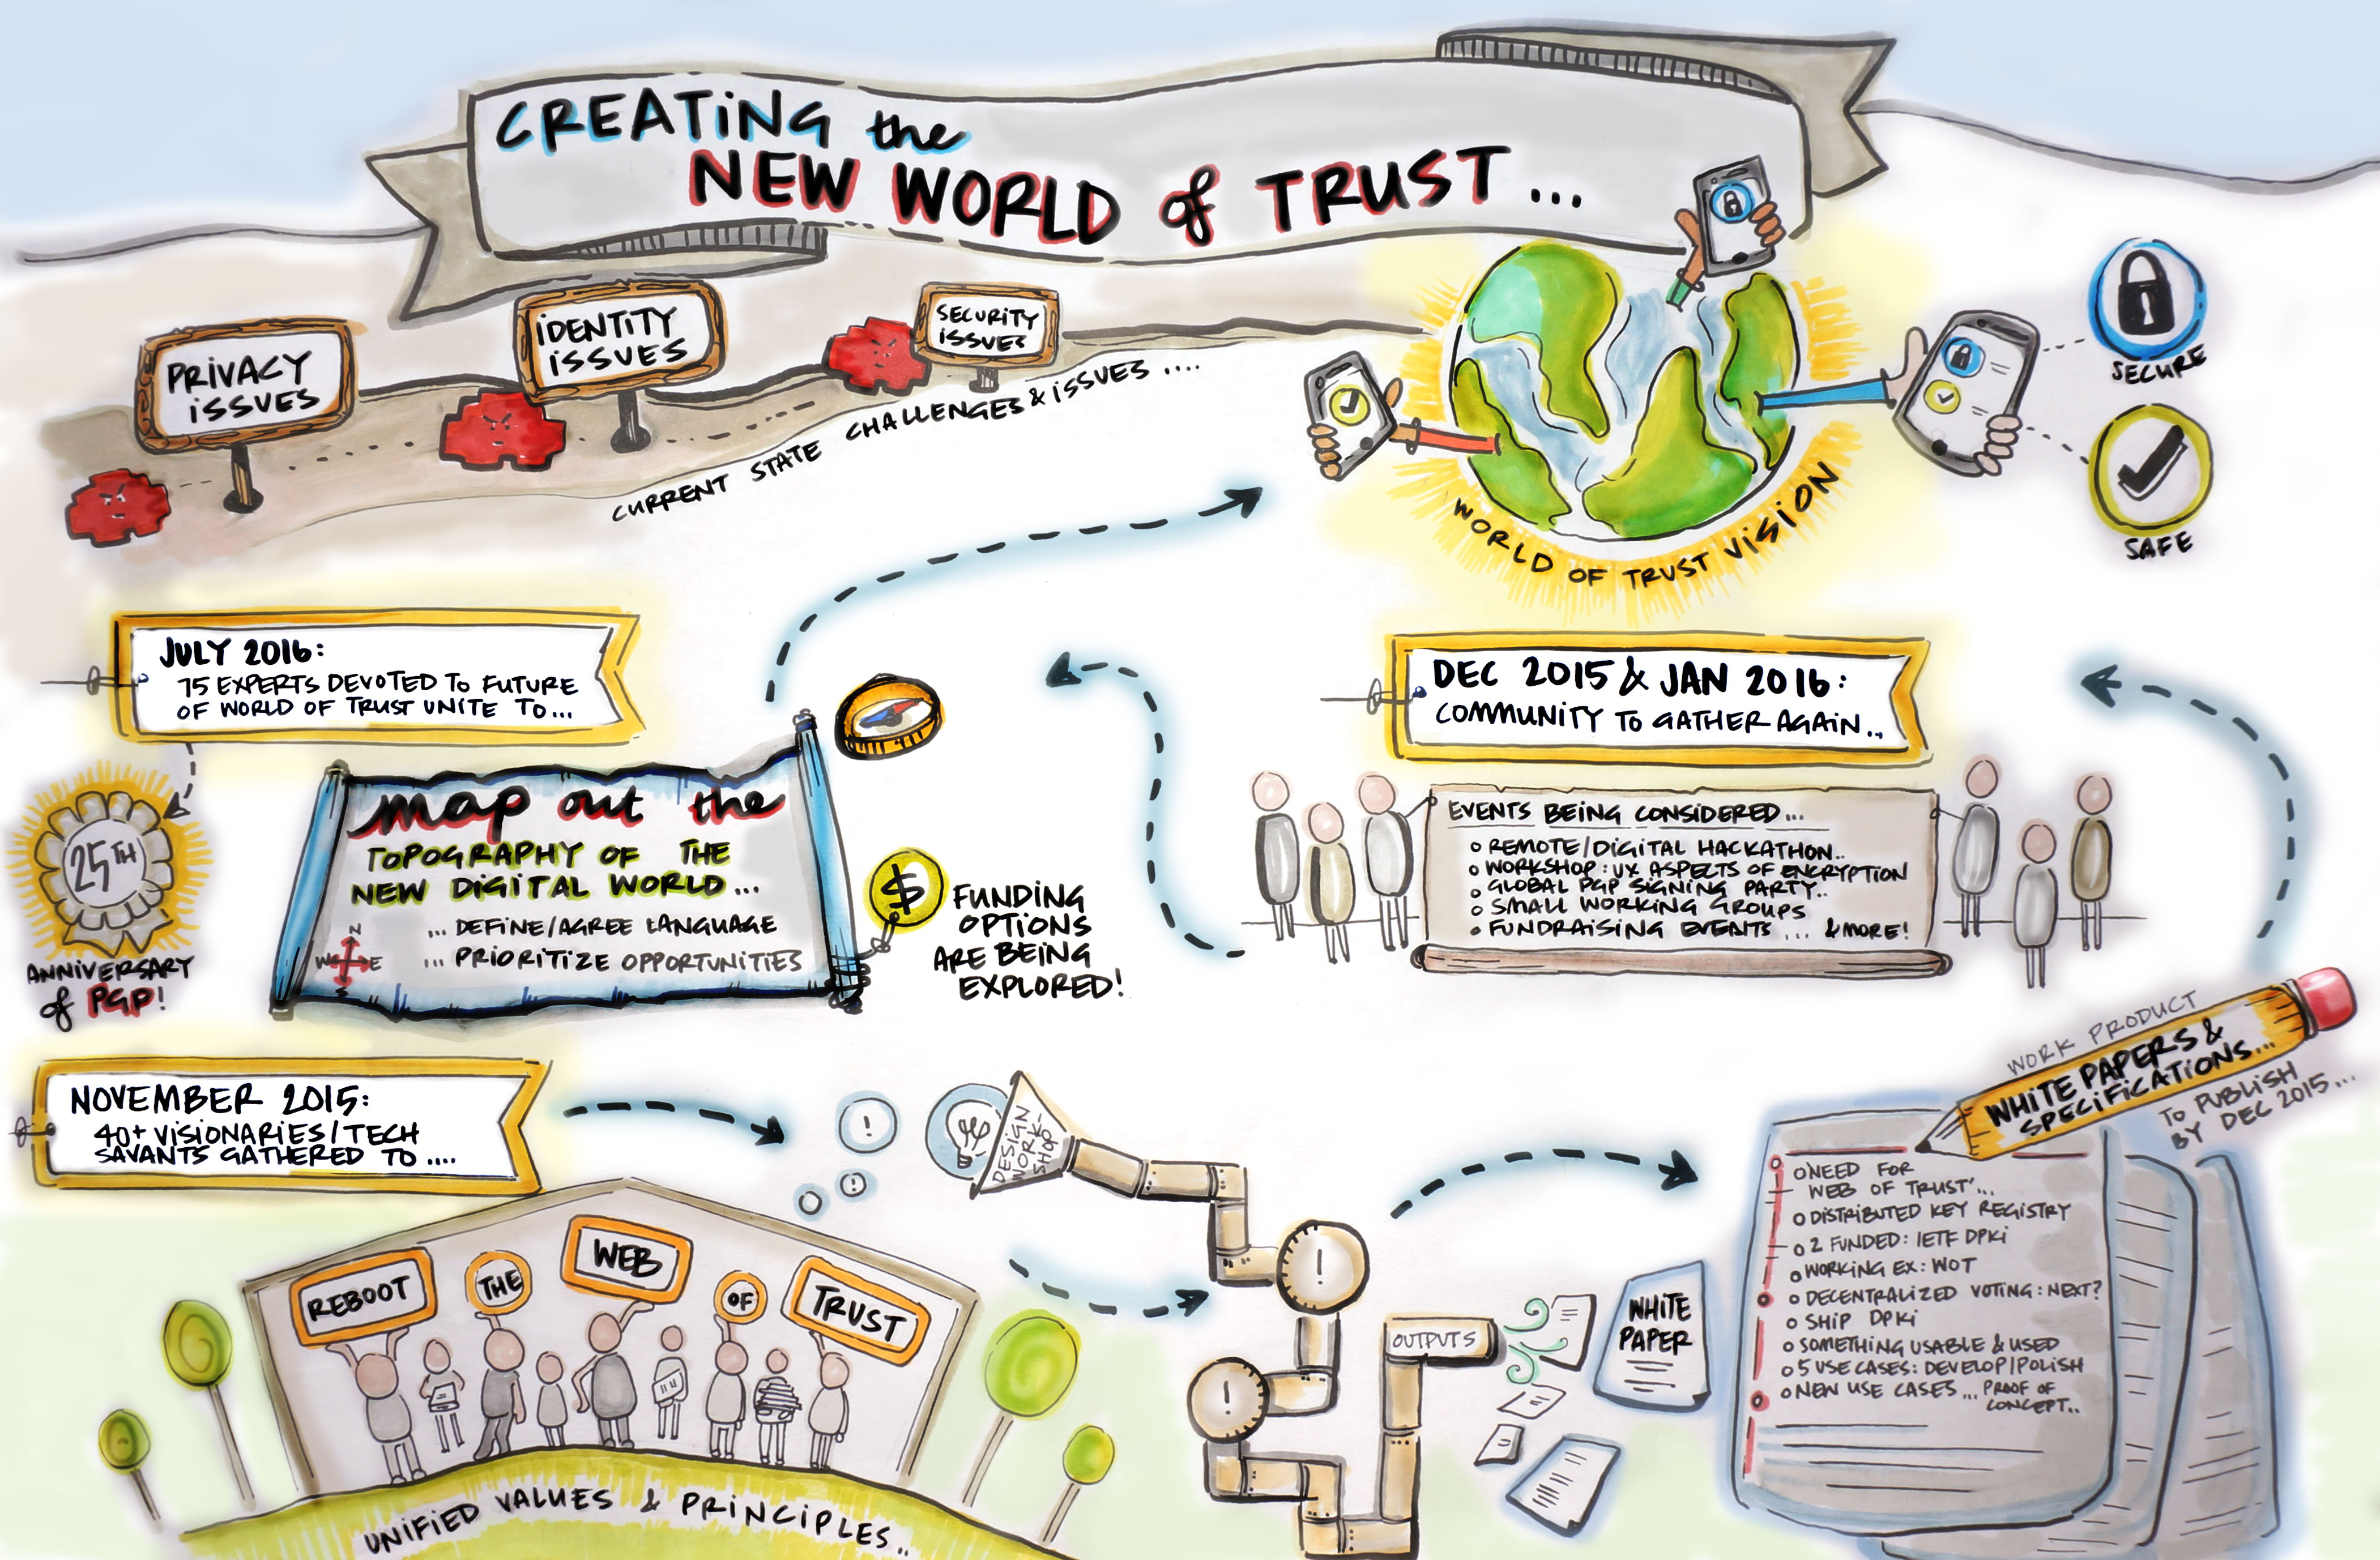 CREATING the
NEW WORLD of TRUST...
PRIVACY
ISSUES
IDENTITY
ISSUES
SECURITY
ISSUES
CURRENT STATE CHALLENGES & ISSUES ....
WORLD OF TRUST VISION
SECURE
SAFE
JULY 2016:
75 EXPERTS DEVOTED TO FUTURE
OF WORLD OF TRUST UNITE TO...
25TH
ANNIVERSARY
of PGP!
map out the
TOPOGRAPHY OF THE
NEW DIGITAL WORLD...
... DEFINE/AGREE LANGUAGE
... PRIORITIZE OPPORTUNITIES
N
W E
S
$
FUNDING
OPTIONS
ARE BEING
EXPLORED!
DEC 2015 & JAN 2016:
COMMUNITY TO GATHER AGAIN...
EVENTS BEING CONSIDERED...
REMOTE/DIGITAL HACKATHON..
WORKSHOP: UX ASPECTS OF ENCRYPTION
GLOBAL PGP SIGNING PARTY..
SMALL WORKING GROUPS
FUNDRAISING EVENTS ... & MORE!
NOVEMBER 2015:
40+ VISIONARIES/TECH
SAVANTS GATHERED TO ....
REBOOT
THE
WEB
OF
TRUST
UNIFIED VALUES & PRINCIPLES..
!
!
DESIGN
WORK-
SHOP
!
!
OUTPUTS
WHITE
PAPER
WORK PRODUCT
WHITE PAPERS &
SPECIFICATIONS...
TO PUBLISH
BY DEC 2015...
NEED FOR
WEB OF TRUST'...
DISTRIBUTED KEY REGISTRY
2 FUNDED: IETF DPKI
WORKING EX: WOT
DECENTRALIZED VOTING: NEXT?
SHIP DPKI
SOMETHING USABLE & USED
5 USE CASES: DEVELOP/POLISH
NEW USE CASES ... PROOF OF
CONCEPT..